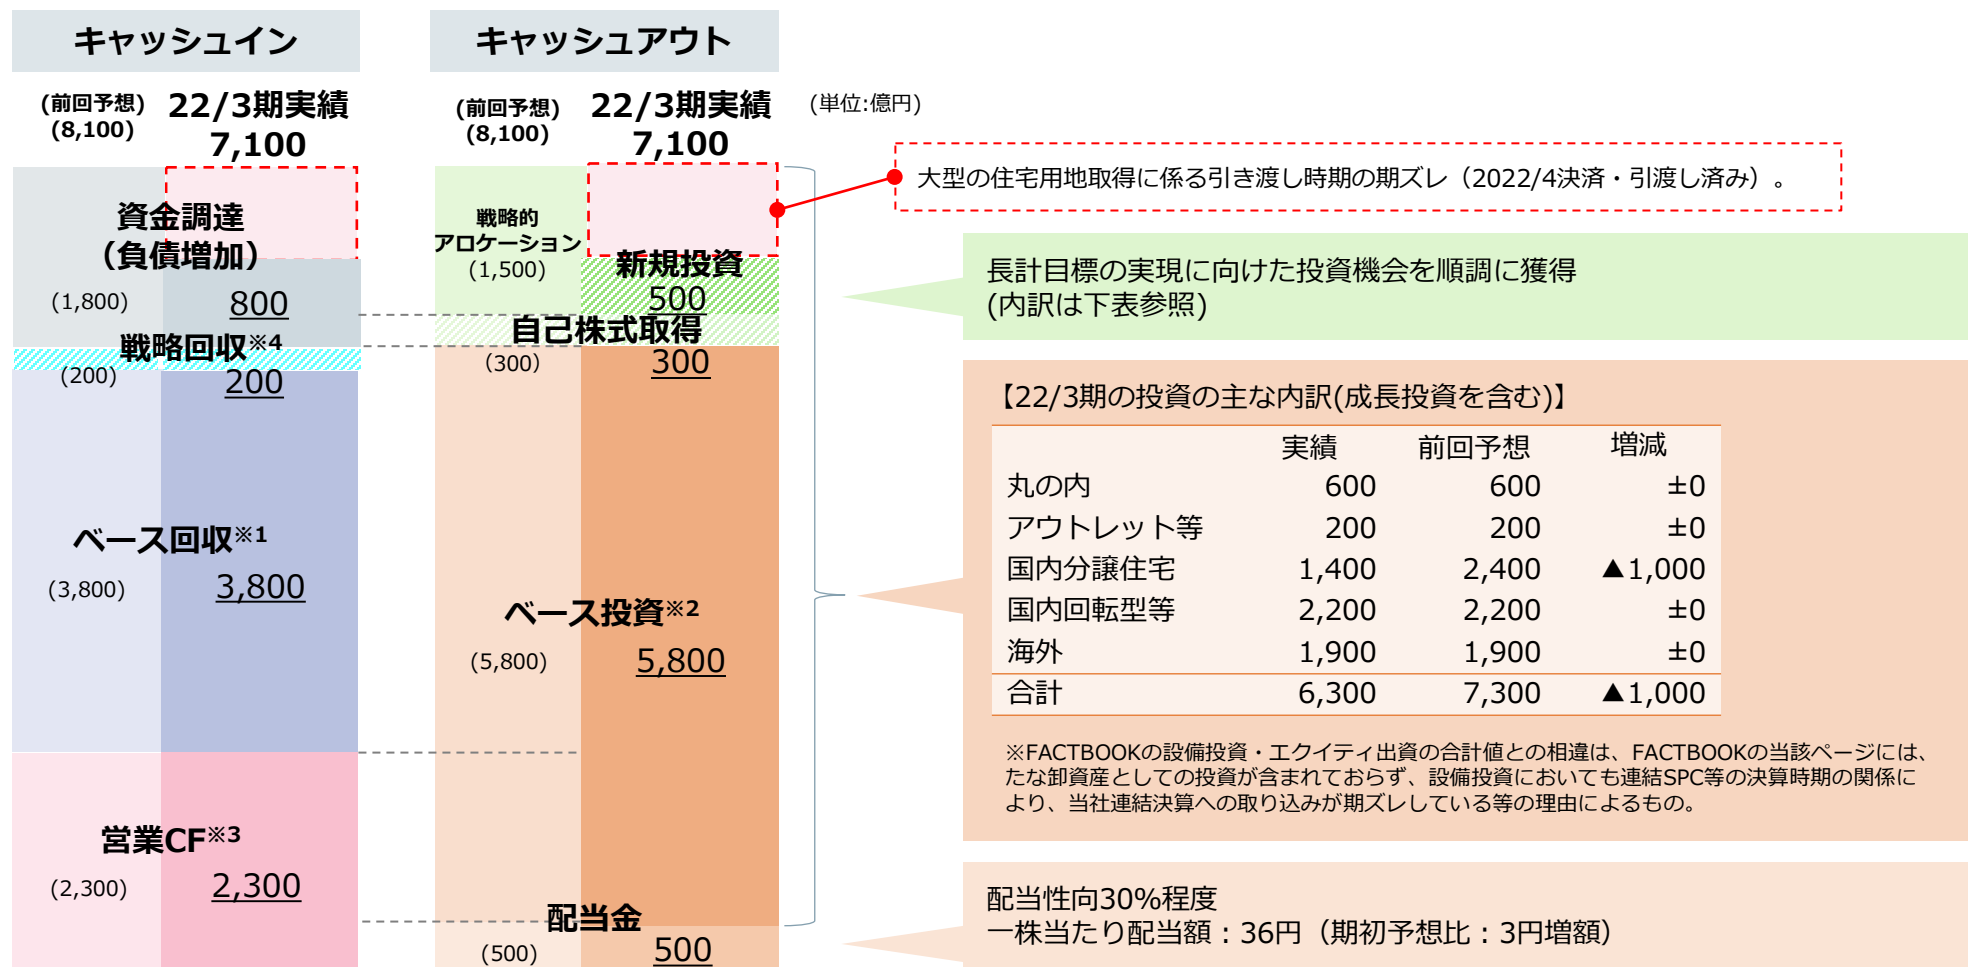 キャッシュイン
(前回予想)
(8,100)
22/3期実績
7,100
資金調達
（負債増加）
(1,800)
800
戦略回収※4
(200)
200
ベース回収※1
(3,800)
3,800
営業CF※3
(2,300)
2,300
キャッシュアウト
(前回予想)
(8,100)
22/3期実績
7,100
(単位:億円)
戦略的
アロケーション
(1,500)
新規投資
500
自己株式取得
(300)
300
ベース投資※2
(5,800)
5,800
配当金
(500)
500
大型の住宅用地取得に係る引き渡し時期の期ズレ（2022/4決済・引渡し済み）。
長計目標の実現に向けた投資機会を順調に獲得
(内訳は下表参照)
【22/3期の投資の主な内訳(成長投資を含む)】
実績 前回予想 増減
丸の内 600 600 ±0
アウトレット等 200 200 ±0
国内分譲住宅 1,400 2,400 ▲1,000
国内回転型等 2,200 2,200 ±0
海外 1,900 1,900 ±0
合計 6,300 7,300 ▲1,000
※FACTBOOKの設備投資・エクイティ出資の合計値との相違は、FACTBOOKの当該ページには、
たな卸資産としての投資が含まれておらず、設備投資においても連結SPC等の決算時期の関係に
より、当社連結決算への取り込みが期ズレしている等の理由によるもの。
配当性向30%程度
一株当たり配当額：36円（期初予想比：3円増額）